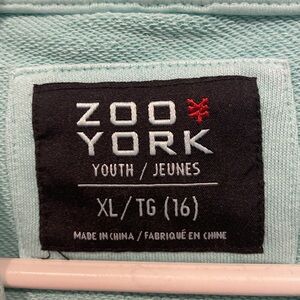 ZOO
YORK
YOUTH / JEUNES
XL / TG (16)
MADE IN CHINA / FABRIQUÉ EN CHINE